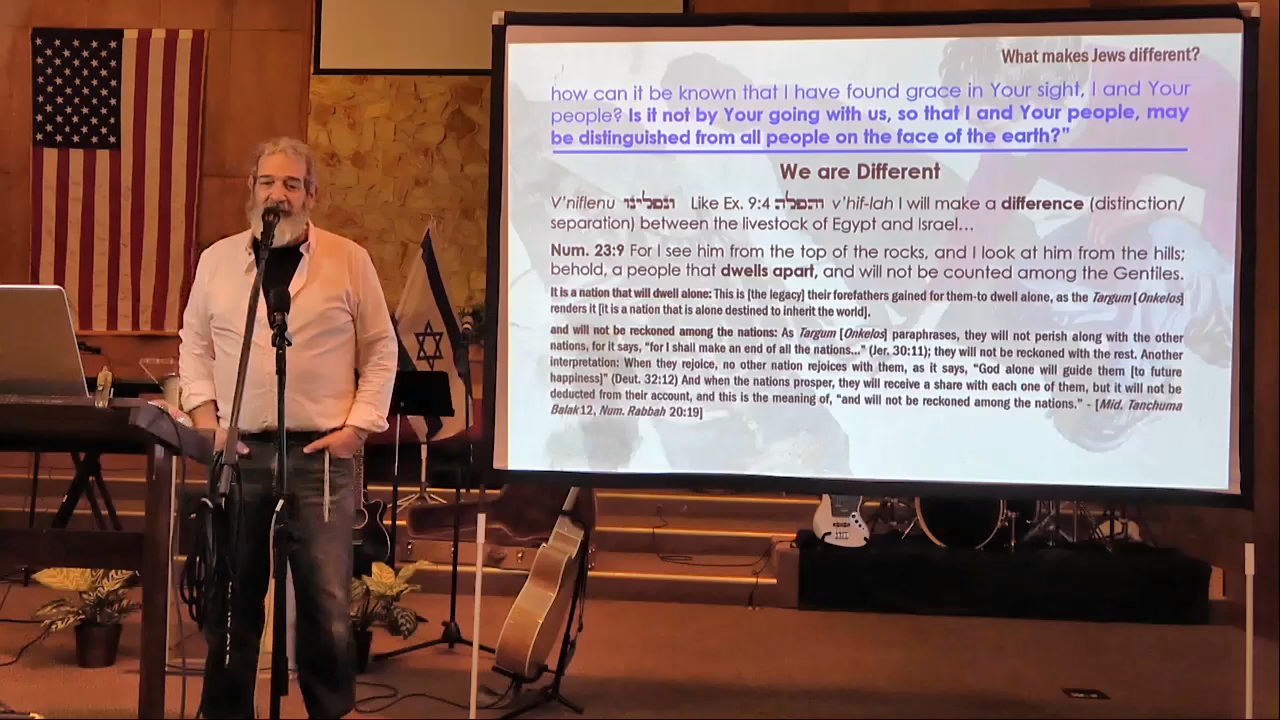 What makes Jews different?
how can it be known that I have found grace in Your sight, I and Your
people? Is it not by Your going with us, so that I and Your people, may
be distinguished from all people on the face of the earth?"
We are Different
V'niflenu Like Ex. 9:4 v'hif-lah I will make a difference (distinction/
separation) between the livestock of Egypt and Israel…
Num. 23:9 For I see him from the top of the rocks, and I look at him from the hills;
behold, a people that dwells apart, and will not be counted among the Gentiles.
It is a nation that will dwell alone: This is [the legacy] their forefathers gained for them-to dwell alone, as the Targum [Onkelos]
renders it [it is a nation that is alone destined to inherit the world].
and will not be reckoned among the nations: As Targum [Onkelos] paraphrases, they will not perish along with the other
nations, for it says, "for I shall make an end of all the nations…" (Jer. 30:11); they will not be reckoned with the rest. Another
interpretation: When they rejoice, no other nation rejoices with them, as it says, "God alone will guide them [to future
happiness]" (Deut. 32:12) And when the nations prosper, they will receive a share with each one of them, but it will not be
deducted from their account, and this is the meaning of, "and will not be reckoned among the nations." - [Mid. Tanchuma
Balak12, Num. Rabbah 20:19]